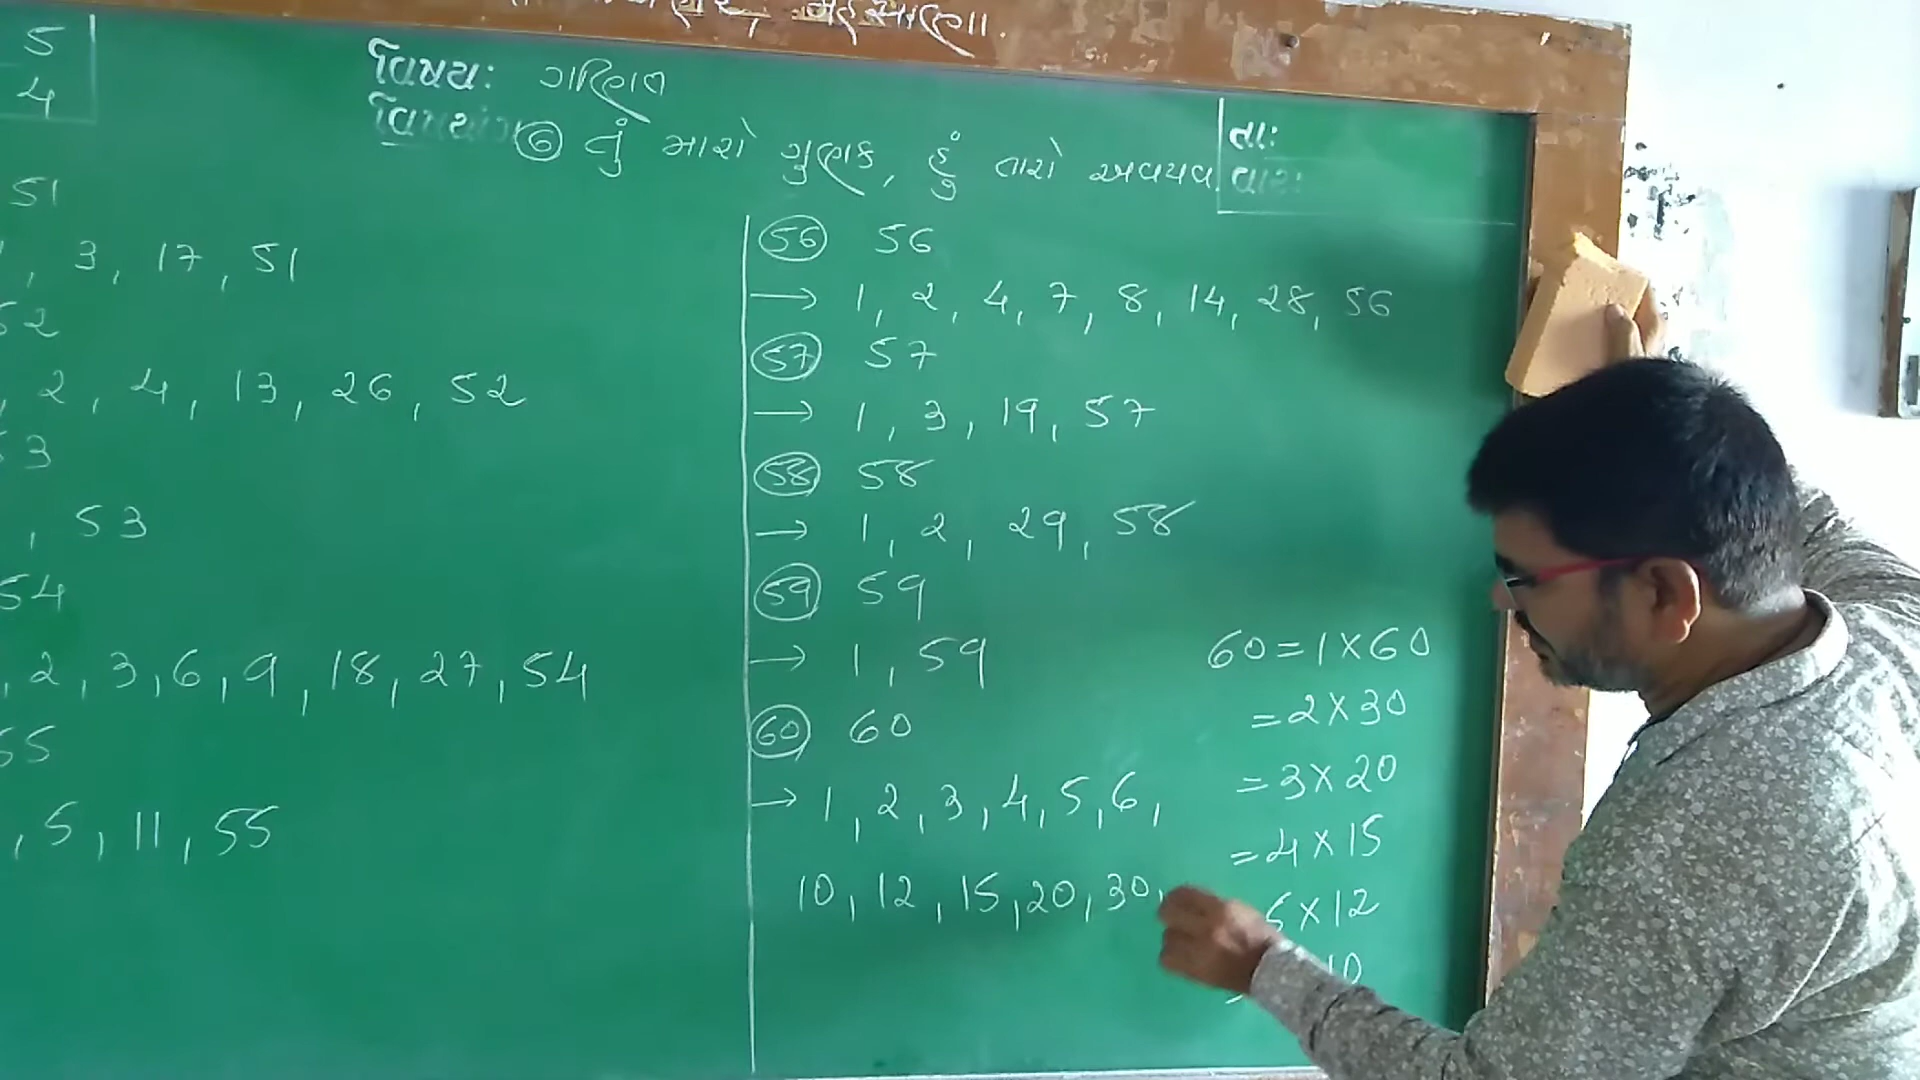 5
4
વિષય: ગણિત
⑥ તું મારો ગુણક, હું તારો અવયવ
તા:
વાર:
51
, 3, 17, 51
52
, 2, 4, 13, 26, 52
53
, 53
54
, 2, 3, 6, 9, 18, 27, 54
55
, 5, 11, 55
56 56
→ 1, 2, 4, 7, 8, 14, 28, 56
57 57
→ 1, 3, 19, 57
58 58
→ 1, 2, 29, 58
59 59
→ 1, 59
60 60
→ 1, 2, 3, 4, 5, 6,
10, 12, 15, 20, 30,
60 = 1 X 60
= 2 X 30
= 3 X 20
= 4 X 15
5 X 12
= 10